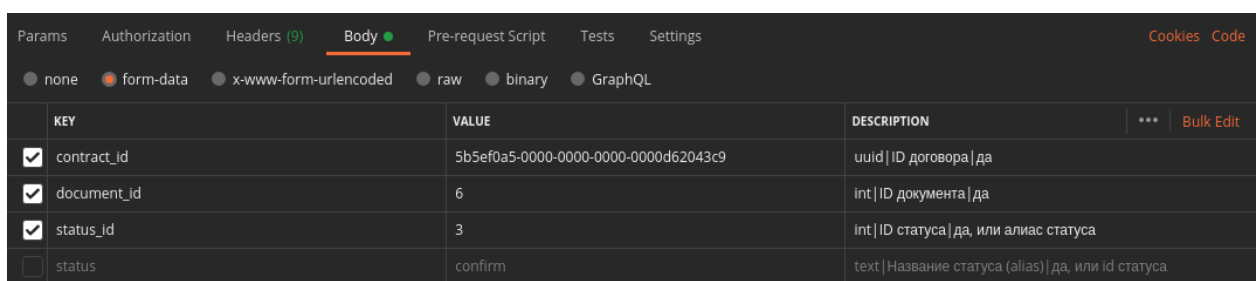 Params Authorization Headers (9) Body Pre-request Script Tests Settings Cookies Code
none form-data x-www-form-urlencoded raw binary GraphQL
KEY VALUE DESCRIPTION ••• Bulk Edit
contract_id 5b5ef0a5-0000-0000-0000-0000d62043c9 uuid|ID договора|да
document_id 6 int|ID документа|да
status_id 3 int|ID статуса|да, или алиас статуса
status confirm text|Название статуса (alias)|да, или id статуса